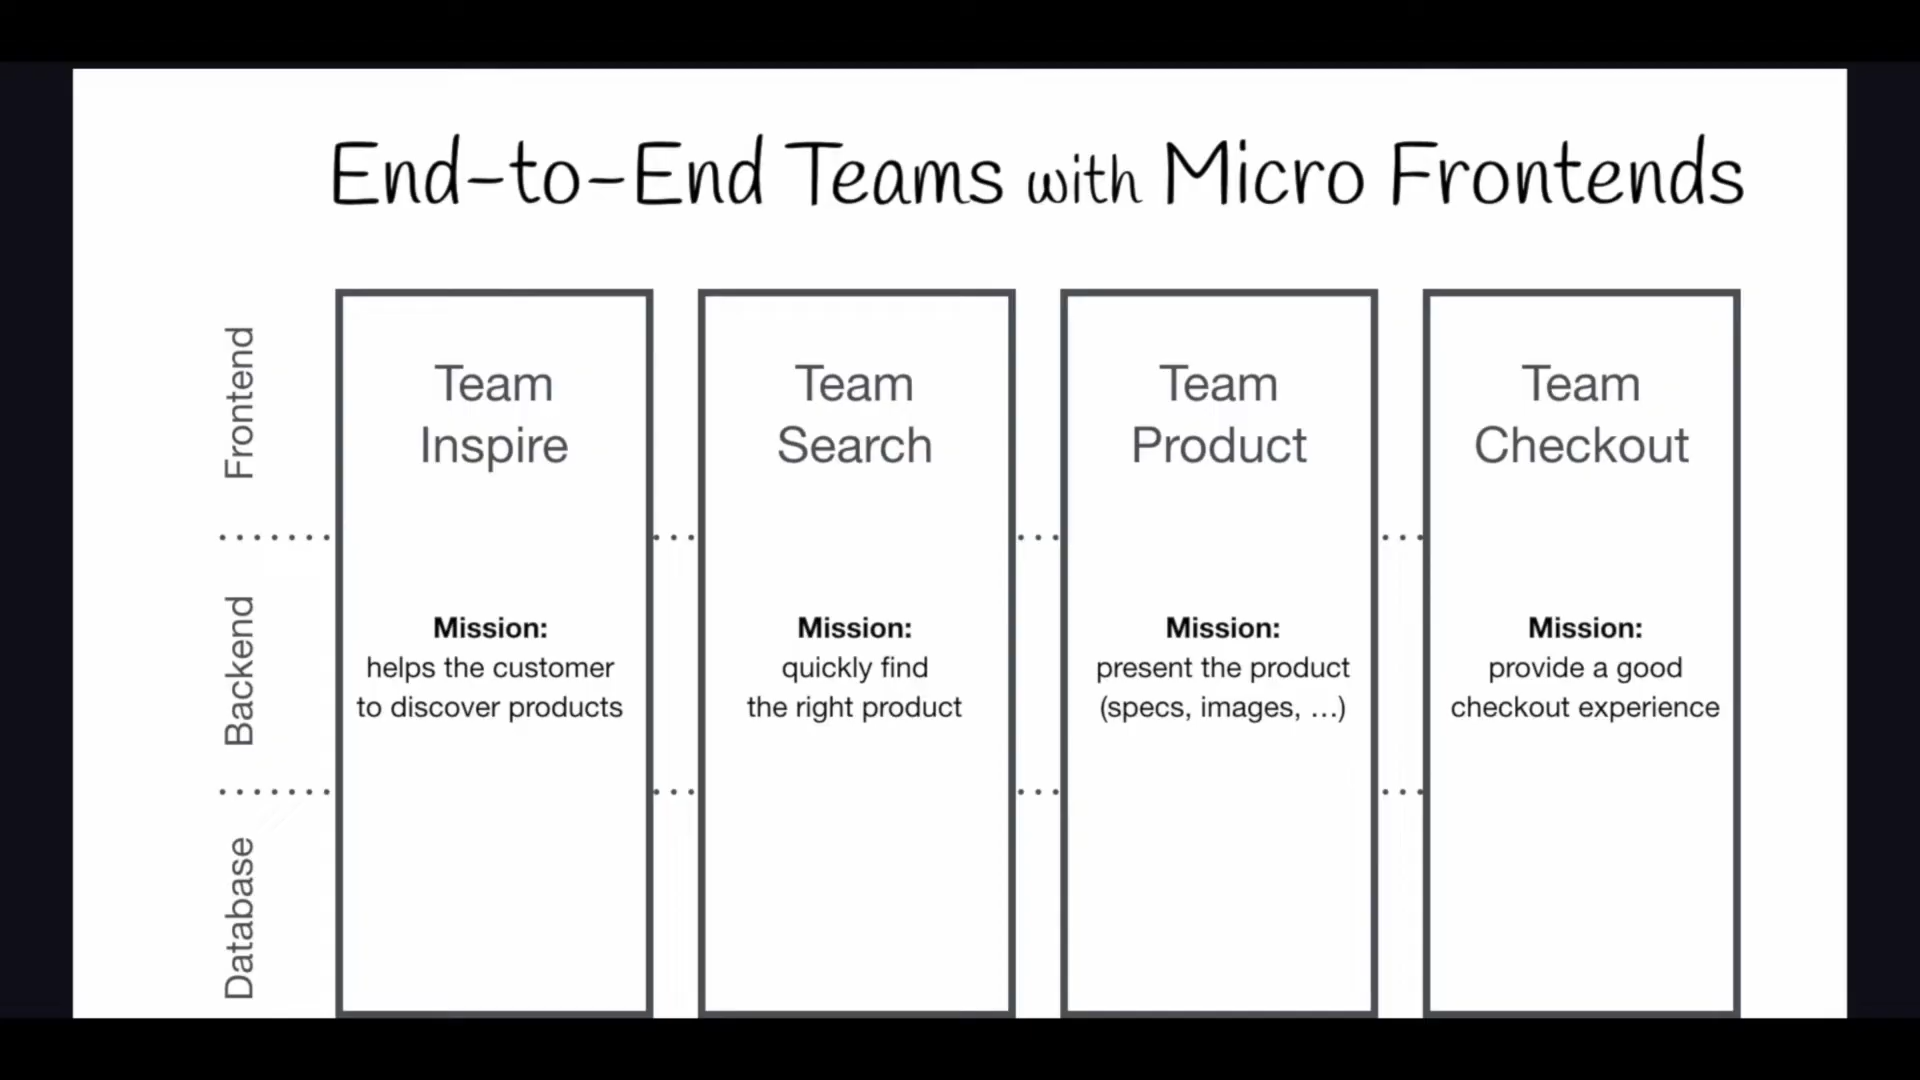 End-to-End Teams with Micro Frontends
Frontend
Backend
Database
Team
Inspire
Mission:
helps the customer
to discover products
Team
Search
Mission:
quickly find
the right product
Team
Product
Mission:
present the product
(specs, images, …)
Team
Checkout
Mission:
provide a good
checkout experience